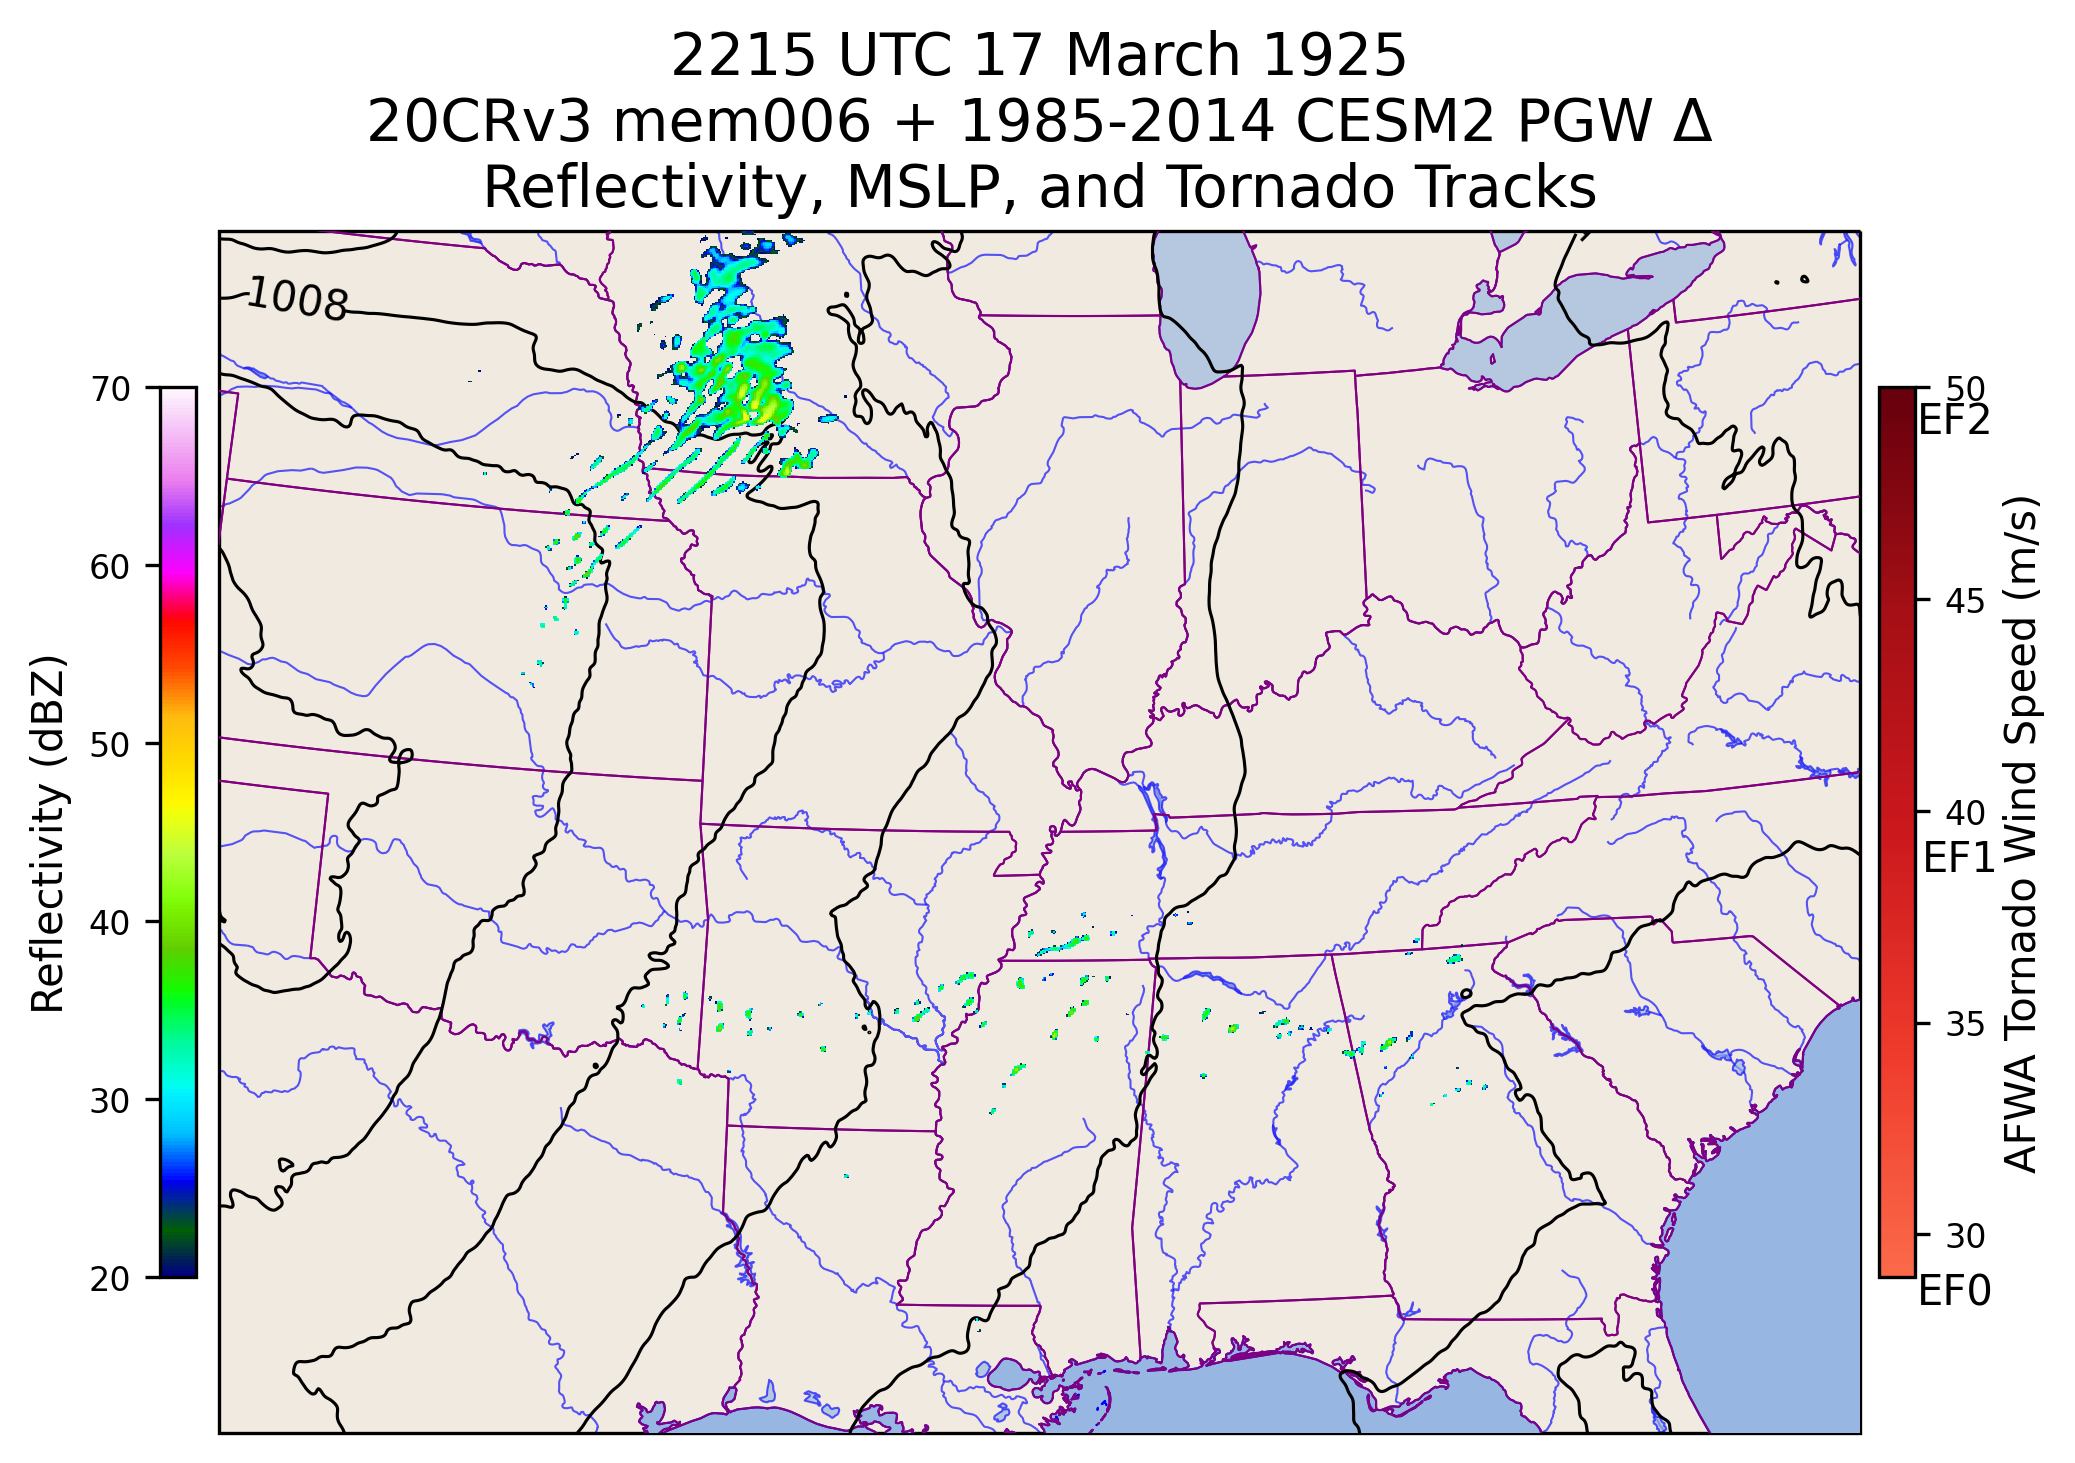 2215 UTC 17 March 1925
20CRv3 mem006 + 1985-2014 CESM2 PGW Δ
Reflectivity, MSLP, and Tornado Tracks
1008
70
60
50
40
30
20
Reflectivity (dBZ)
50
EF2
45
40
EF1
35
30
EF0
AFWA Tornado Wind Speed (m/s)